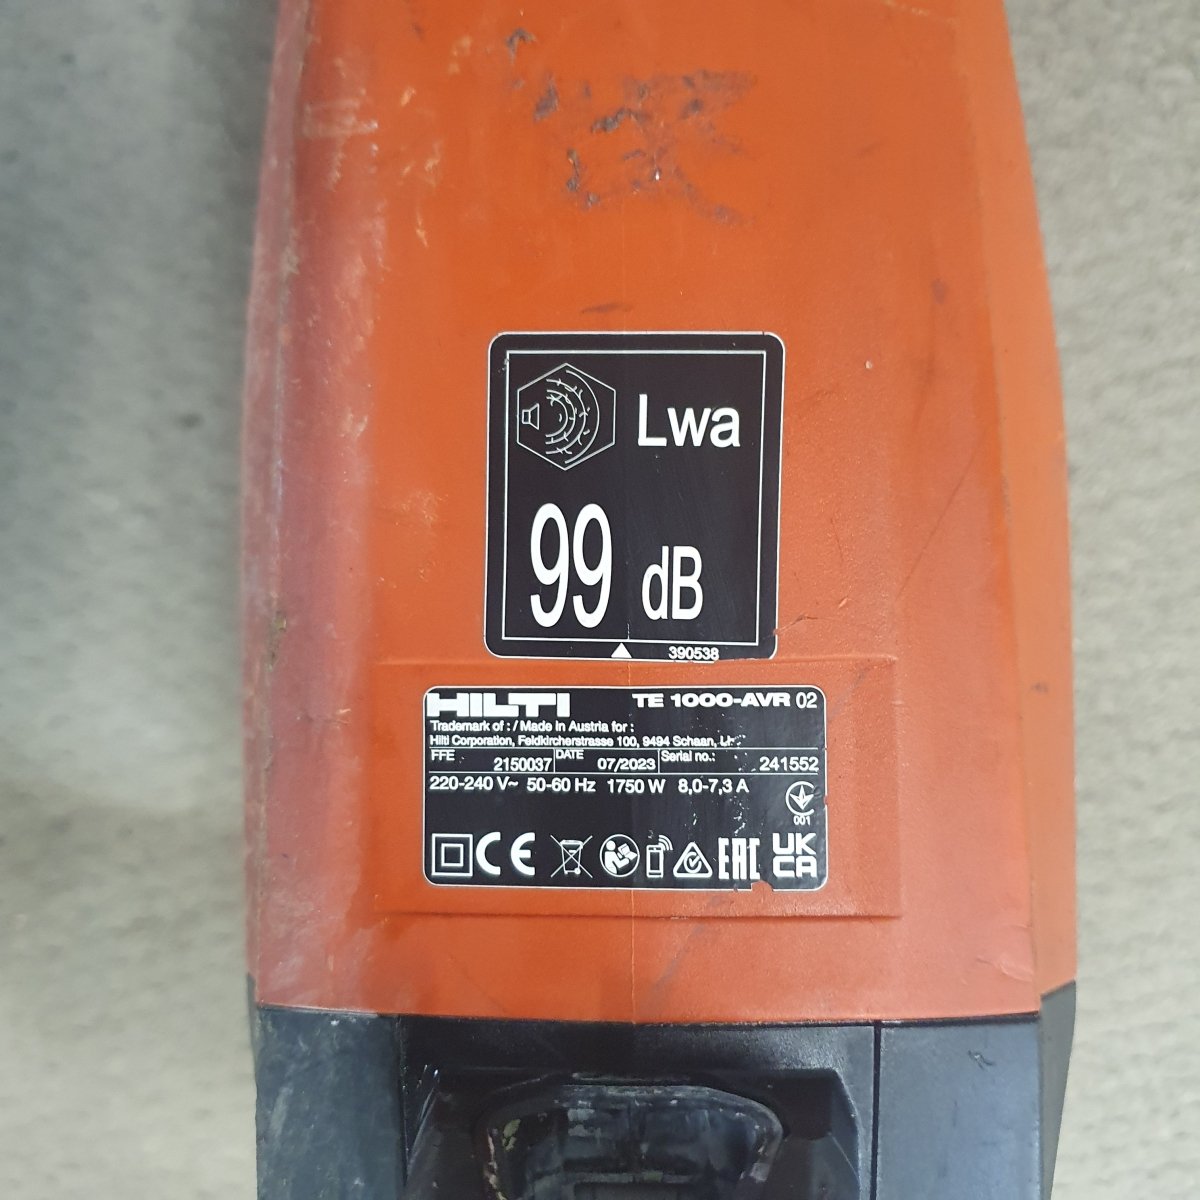 Lwa
99 dB
390538
HILTI TE 1000-AVR 02
Trademark of : / Made in Austria for :
Hilti Corporation, Feldkircherstrasse 100, 9494 Schaan,
FFE 2150037 DATE 07/2023 Serial no.: 241552
220-240 V~ 50-60 Hz 1750 W 8,0-7,3 A
001
CE EAC UK
CA